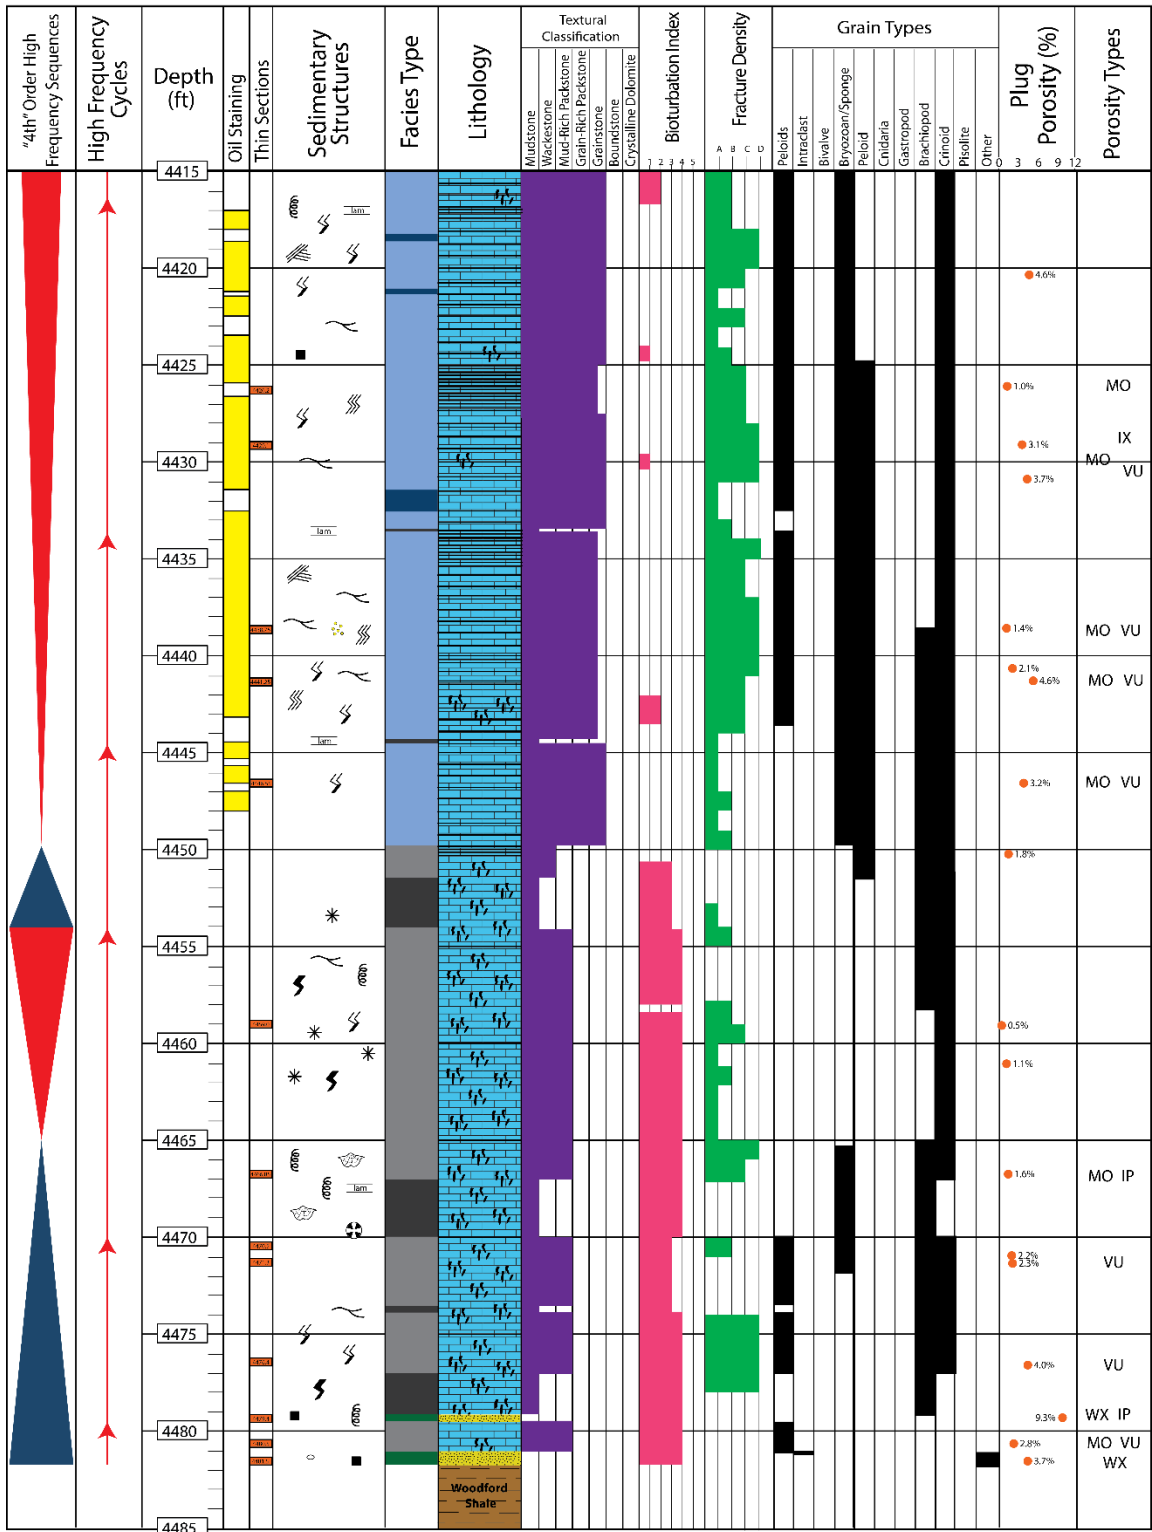 "4th" Order High
Frequency Sequences
High Frequency
Cycles
Depth
(ft)
Oil Staining
Thin Sections
Sedimentary
Structures
Facies Type
Lithology
Textural
Classification
Mudstone
Wackestone
Mud-Rich Packstone
Grain-Rich Packstone
Grainstone
Boundstone
Crystalline Dolomite
Bioturbation Index
1 2 3 4 5
Fracture Density
A B C D
Grain Types
Peloids
Intraclast
Bivalve
Bryozoan/Sponge
Peloid
Cnidaria
Gastropod
Brachiopod
Crinoid
Pisolite
Other
Plug
Porosity (%)
0 3 6 9 12
Porosity Types
4415
lam
4420
4.6%
4425
1.0% MO
IX
3.1%
4430
MO
VU
3.7%
lam
4435
1.4% MO VU
4440
2.1%
4.6% MO VU
lam
4445
3.2% MO VU
4450
1.8%
4455
0.5%
4460
1.1%
4465
1.6% MO IP
lam
4470
2.2%
2.3% VU
4475
4.0% VU
9.3% WX IP
4480
2.8% MO VU
3.7% WX
Woodford
Shale
4485